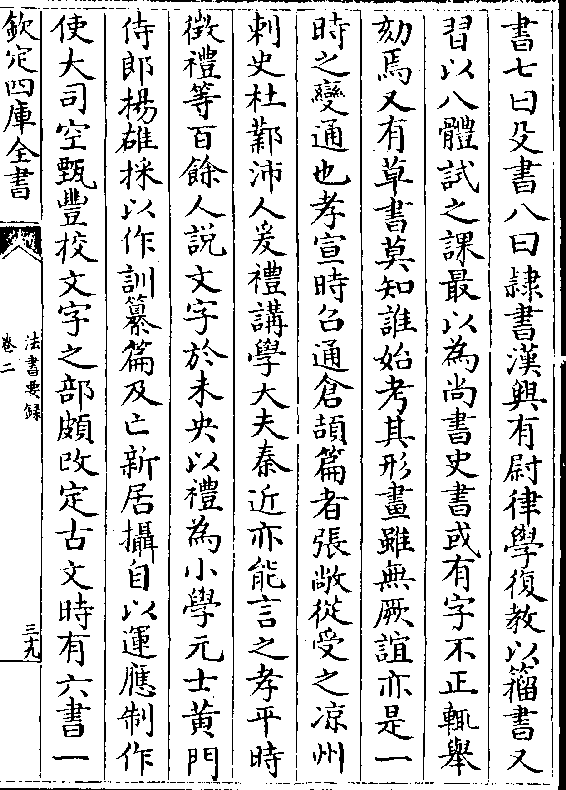 書七曰殳書八曰隸書漢興有尉律學復教以籀書又
習以八體試之課最以為尚書史書或有字不正輒舉
劾焉又有草書莫知誰始考其形畫雖無厥誼亦是一
時之變通也孝宣時召通倉頡篇者張敞從受之凉州
刺史杜鄴沛人爰禮講學大夫秦近亦能言之孝平時
徵禮等百餘人説文字於未央以禮為小學元士黄門
侍郎揚雄採以作訓纂篇及亡新居攝自以運應制作
使大司空甄豐校文字之部頗改定古文時有六書一
欽定四庫全書
法書要録
卷二
三九